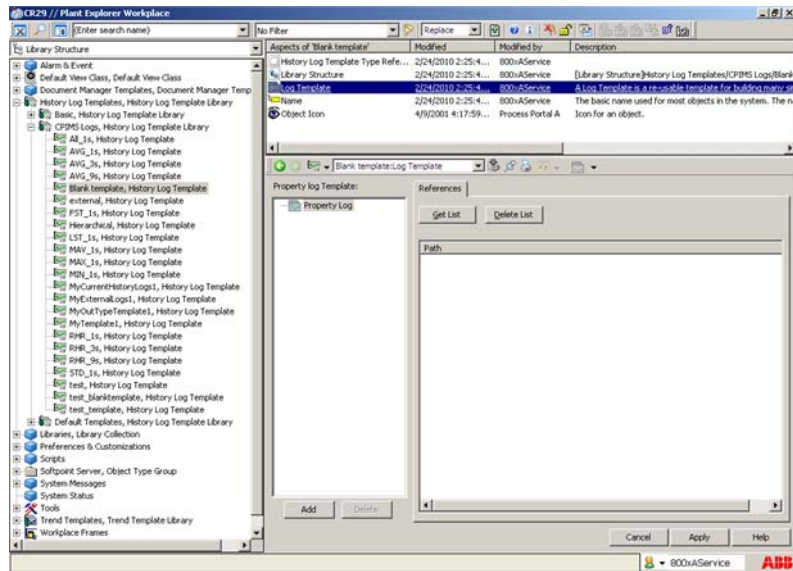 CR29 // Plant Explorer Workplace
(Enter search name)
No Filter
Replace
Library Structure
Alarm & Event
Default View Class, Default View Class
Document Manager Templates, Document Manager Temp
History Log Templates, History Log Template Library
Basic, History Log Template Library
CPIMS Logs, History Log Template Library
All_1s, History Log Template
AVG_1s, History Log Template
AVG_3s, History Log Template
AVG_9s, History Log Template
Blank template, History Log Template
external, History Log Template
FST_1s, History Log Template
Hierarchical, History Log Template
LST_1s, History Log Template
MAV_1s, History Log Template
MAX_1s, History Log Template
MIN_1s, History Log Template
MyCurrentHistoryLogs1, History Log Template
MyExternalLogs1, History Log Template
MyOutTypeTemplate1, History Log Template
MyTemplate1, History Log Template
RHR_1s, History Log Template
RHR_3s, History Log Template
RHR_9s, History Log Template
STD_1s, History Log Template
test, History Log Template
test_blanktemplate, History Log Template
test_template, History Log Template
Default Templates, History Log Template Library
Libraries, Library Collection
Preferences & Customizations
Scripts
Softpoint Server, Object Type Group
System Messages
System Status
Tools
Trend Templates, Trend Template Library
Workplace Frames
Aspects of 'Blank template' Modified Modified by Description
History Log Template Type Refe... 2/24/2010 2:25:4... 800xAService
Library Structure 2/24/2010 2:25:4... 800xAService [Library Structure]History Log Templates/CPIMS Logs/Blank
Log Template 2/24/2010 2:25:4... 800xAService A Log Template is a re-usable template for building many si
Name 2/24/2010 2:25:4... 800xAService The basic name used for most objects in the system. The n
Object Icon 4/9/2001 4:17:59... Process Portal A Icon for an object.
Blank template:Log Template
Property log Template:
Property Log
References
Get List Delete List
Path
Add Delete
Cancel Apply Help
800xAService
ABB